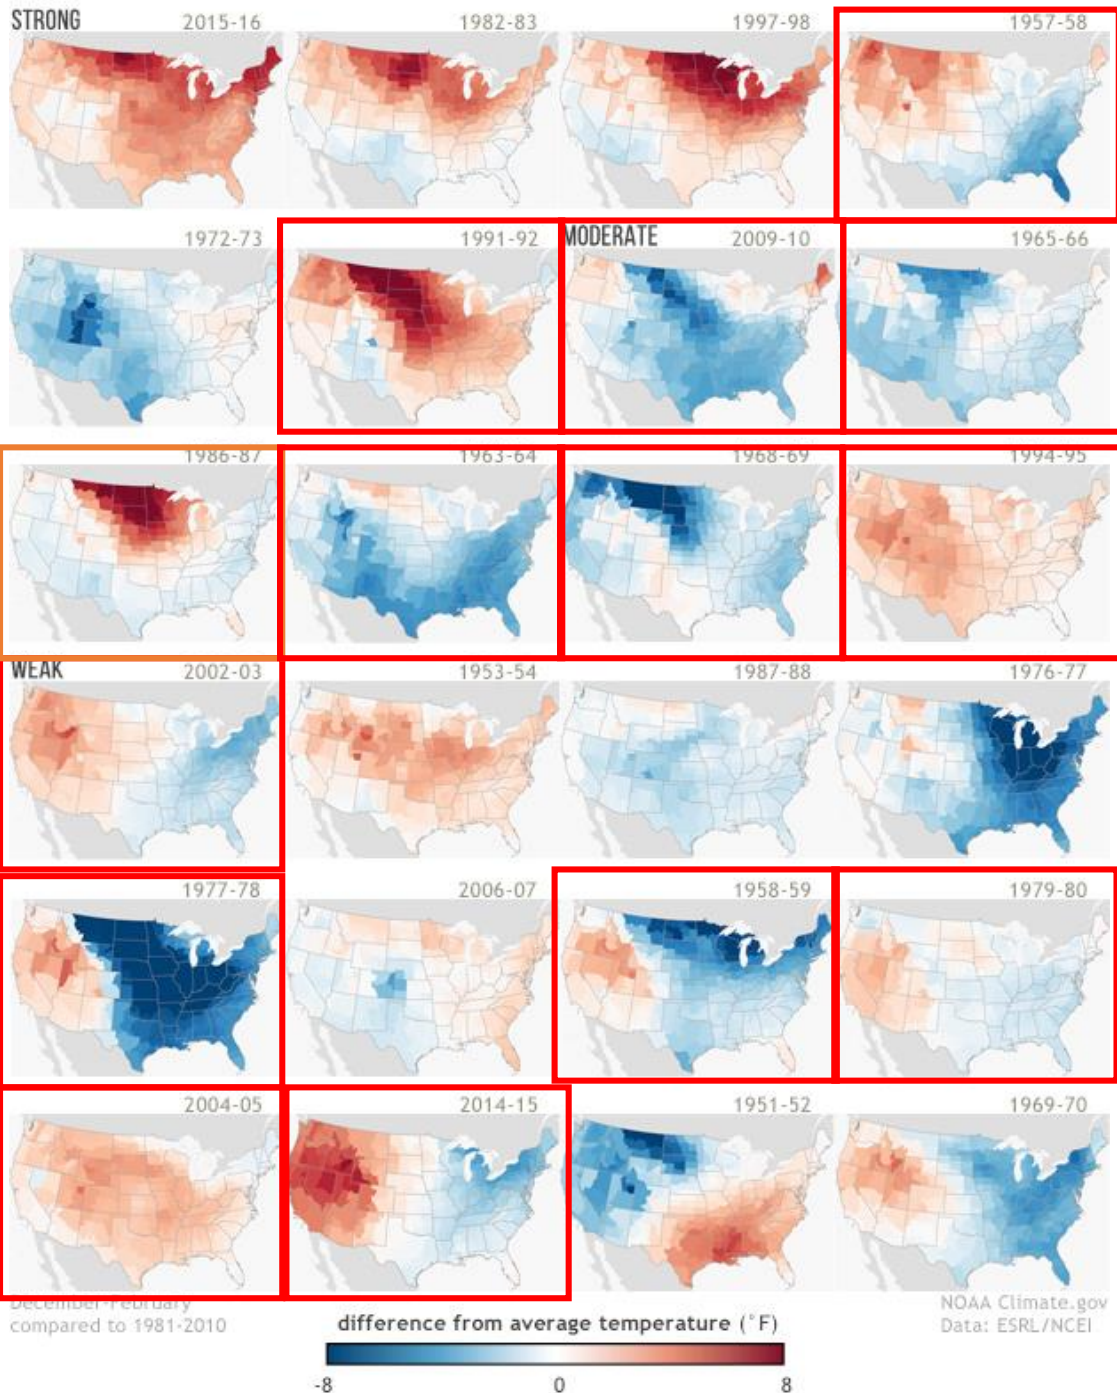 STRONG 2015-16 1982-83 1997-98 1957-58
1972-73 1991-92 MODERATE 2009-10 1965-66
1986-87 1963-64 1968-69 1994-95
WEAK 2002-03 1953-54 1987-88 1976-77
1977-78 2006-07 1958-59 1979-80
2004-05 2014-15 1951-52 1969-70
December-February
compared to 1981-2010
difference from average temperature (°F)
-8 0 8
NOAA Climate.gov
Data: ESRL/NCEI